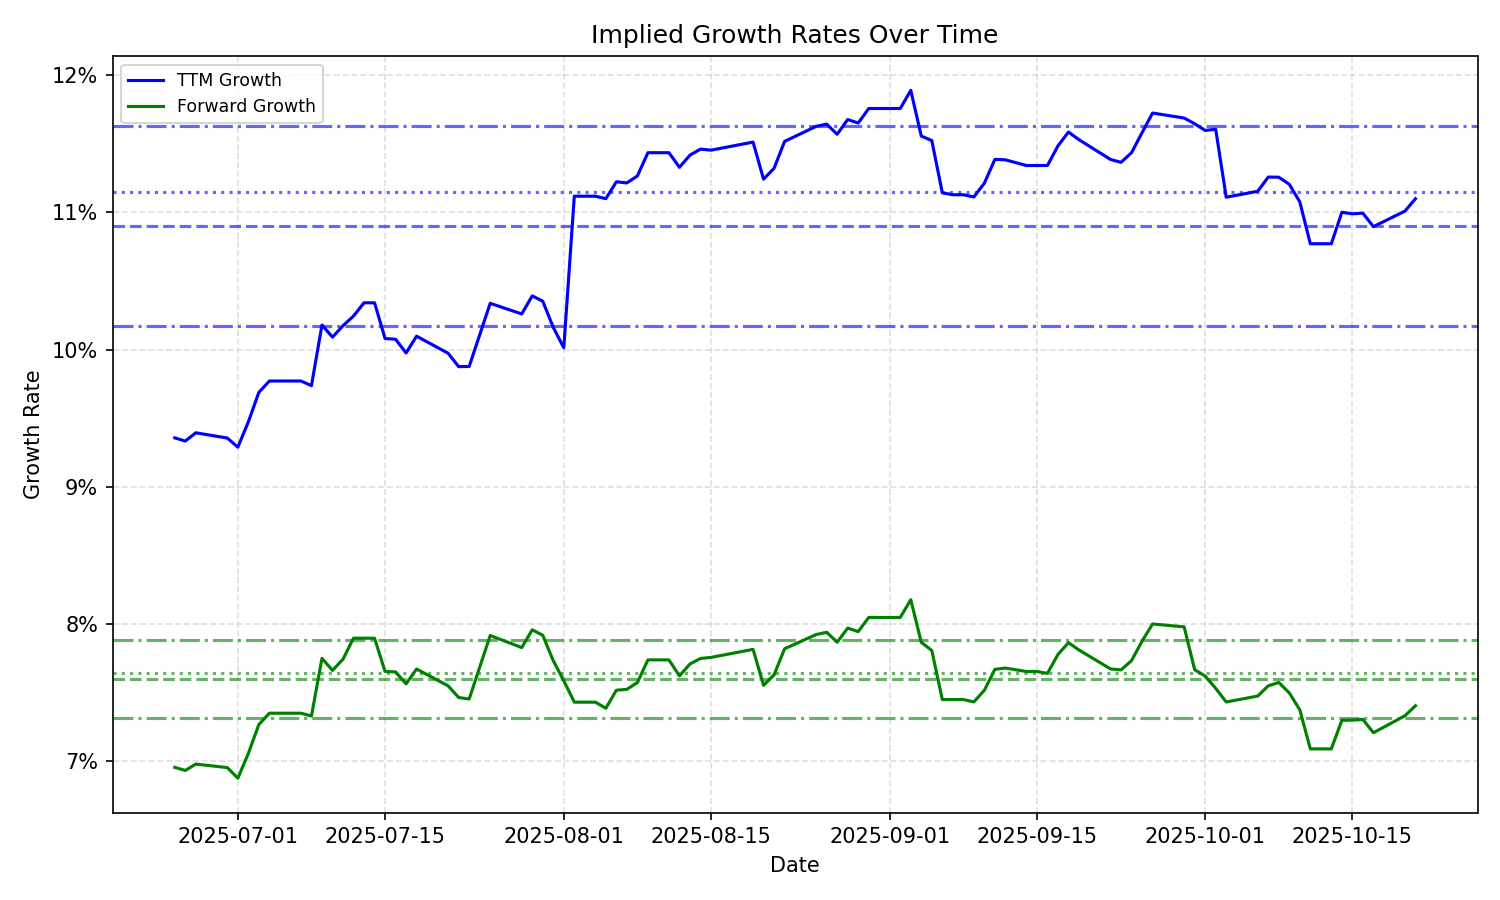 Implied Growth Rates Over Time
TTM Growth
Forward Growth
12%
11%
10%
9%
8%
7%
Growth Rate
2025-07-01
2025-07-15
2025-08-01
2025-08-15
2025-09-01
2025-09-15
2025-10-01
2025-10-15
Date